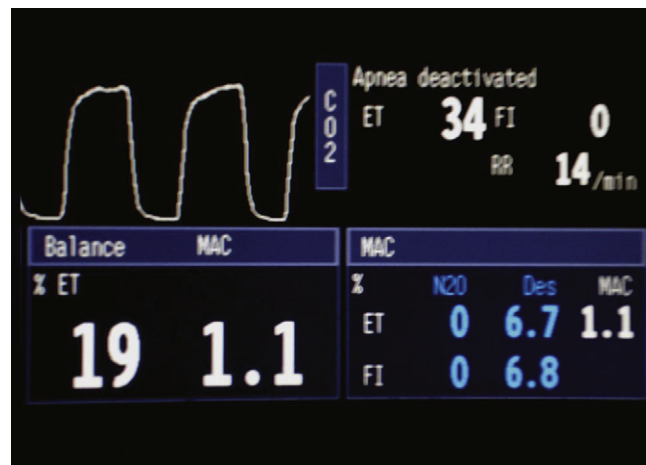 Apnea deactivated
CO2
ET 34 FI 0
RR 14/min
Balance MAC
% ET
19 1.1
MAC
% N2O Des MAC
ET 0 6.7 1.1
FI 0 6.8